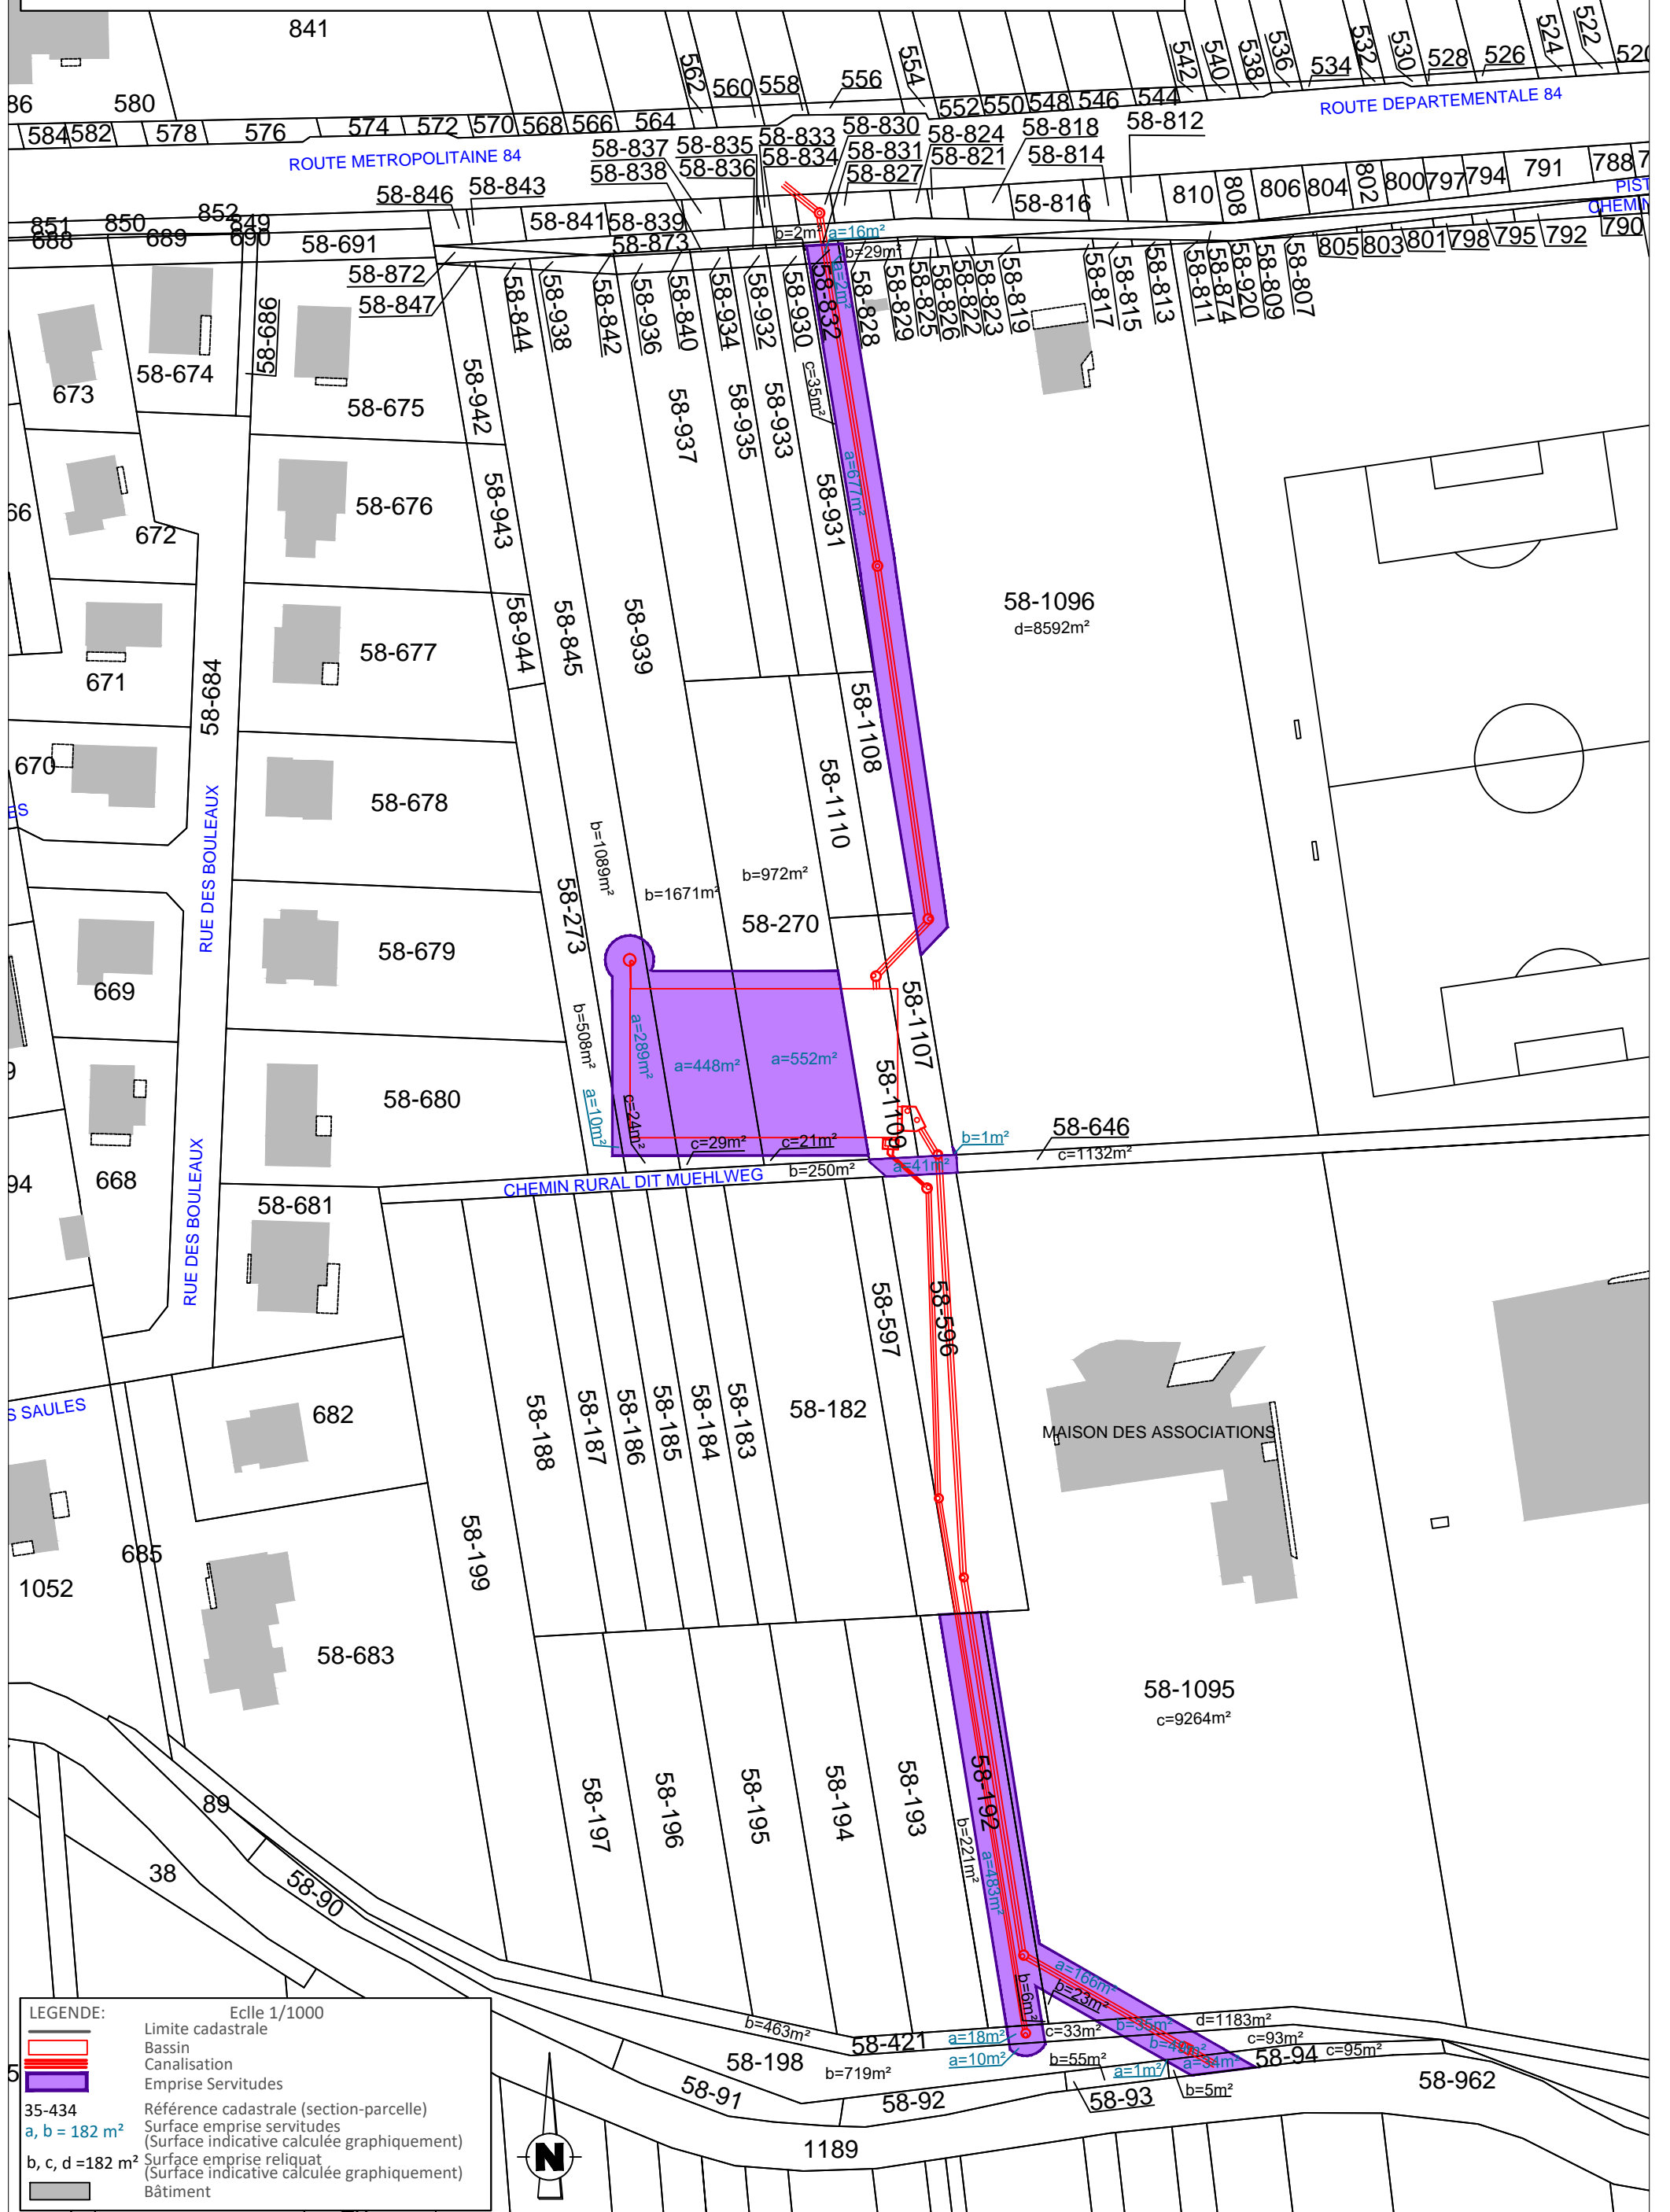 841
562
560
558
556
554
542
540
538
536
534
532
530
528
526
524
522
86
580
552
550
548
546
544
ROUTE DEPARTEMENTALE 84
584
582
578
576
574
572
570
568
566
564
ROUTE METROPOLITAINE 84
58-837
58-835
58-833
58-830
58-824
58-818
58-812
58-838
58-836
58-834
58-831
58-821
58-814
58-827
58-846
58-843
58-841
58-839
58-816
810
808
806
804
802
800
797
794
791
788
PIST
CHEMIN
851
850
852
849
688
689
690
58-691
58-873
b=2m²
a=16m²
b=29m²
805
803
801
798
795
792
790
58-872
58-847
58-844
58-938
58-842
58-936
58-840
58-934
58-932
58-930
58-832
a=2m²
58-828
58-829
58-825
58-826
58-822
58-823
58-819
58-817
58-815
58-813
58-811
58-874
58-920
58-809
58-807
58-686
673
58-674
58-675
58-942
58-937
58-935
58-933
c=35m²
a=677m²
58-931
66
672
58-676
58-943
671
58-677
58-684
58-944
58-845
58-939
58-1096
d=8592m²
58-1108
58-1110
670
ES
58-678
RUE DES BOULEAUX
b=1089m²
b=1671m²
b=972m²
58-270
58-273
669
58-679
58-1107
b=508m²
a=289m²
a=448m²
a=552m²
58-1109
9
668
58-680
a=10m²
c=24m²
c=29m²
c=21m²
b=250m²
a=41m²
b=1m²
58-646
c=1132m²
CHEMIN RURAL DIT MUEHLWEG
94
58-681
RUE DES BOULEAUX
58-597
58-596
S SAULES
682
58-188
58-187
58-186
58-185
58-184
58-183
58-182
MAISON DES ASSOCIATIONS
685
1052
58-199
58-683
58-1095
c=9264m²
58-197
58-196
58-195
58-194
58-193
58-192
b=221m²
a=483m²
89
38
58-90
a=166m²
b=6m²
b=23m²
b=463m²
58-421
a=18m²
c=33m²
b=35m²
d=1183m²
c=93m²
58-198
a=10m²
b=719m²
b=55m²
a=1m²
58-94
c=95m²
b=5m²
58-91
58-92
58-93
58-962
1189
5
LEGENDE:
Eclle 1/1000
Limite cadastrale
Bassin
Canalisation
Emprise Servitudes
35-434
Référence cadastrale (section-parcelle)
a, b = 182 m²
Surface emprise servitudes
(Surface indicative calculée graphiquement)
b, c, d =182 m²
Surface emprise reliquat
(Surface indicative calculée graphiquement)
Bâtiment
N